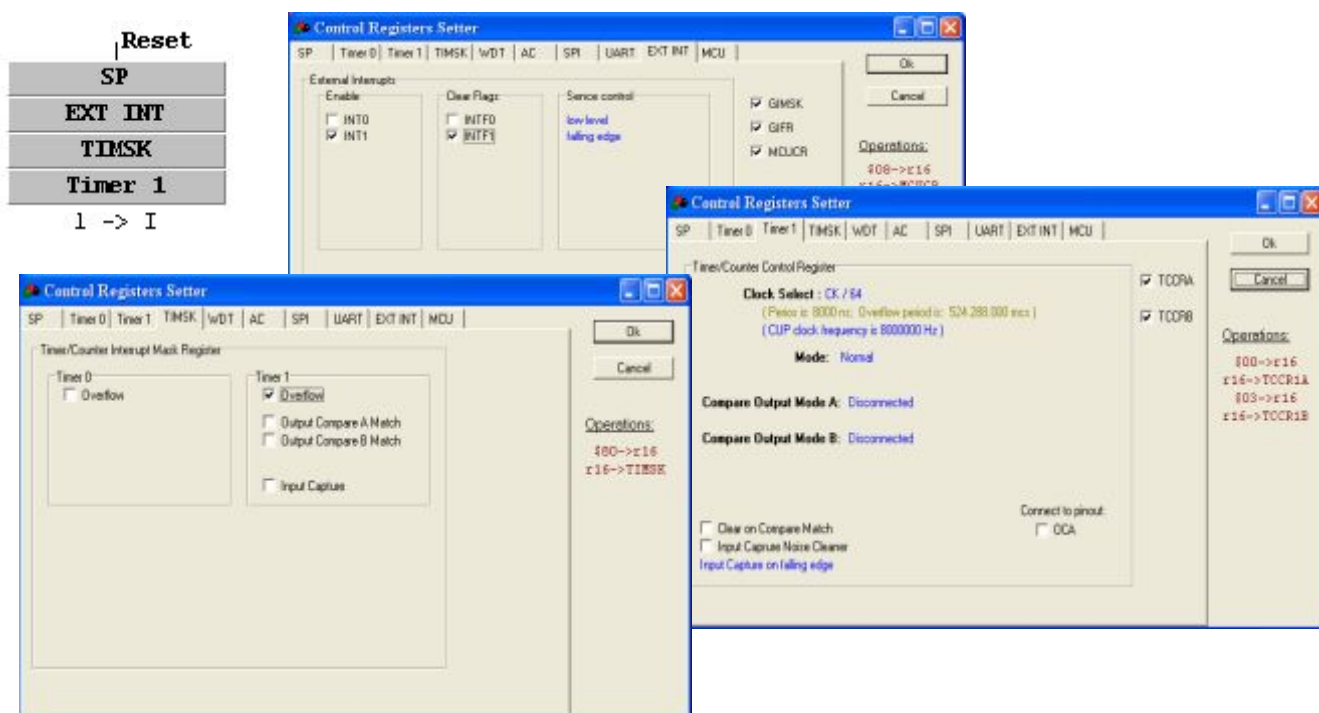 Reset
SP
EXT INT
TIMSK
Timer 1
1 -> I
Control Registers Setter
SP Timer 0 Timer 1 TIMSK WDT AC SPI UART EXT INT MCU
External Interrupts
Enable
INT0
INT1
Clear Flags
INTF0
INTF1
Sence control
low level
falling edge
GIMSK
GIFR
MCUCR
Ok
Cancel
Operations:
$08->r16
r16->MCUCR
Control Registers Setter
SP Timer 0 Timer 1 TIMSK WDT AC SPI UART EXT INT MCU
Timer/Counter Control Register
Clock Select : CK / 64
( Period is: 8000 ns; Overflow period is: 524 288.000 mcs )
( CUP clock frequency is 8000000 Hz )
Mode: Normal
Compare Output Mode A: Disconnected
Compare Output Mode B: Disconnected
Clear on Compare Match
Input Capture Noise Cleaner
Input Capture on falling edge
Connect to pinout:
OCA
TCCRA
TCCRB
Ok
Cancel
Operations:
$00->r16
r16->TCCR1A
$03->r16
r16->TCCR1B
Control Registers Setter
SP Timer 0 Timer 1 TIMSK WDT AC SPI UART EXT INT MCU
Timer/Counter Interrupt Mask Register
Timer 0
Overflow
Timer 1
Overflow
Output Compare A Match
Output Compare B Match
Input Capture
Ok
Cancel
Operations:
$80->r16
r16->TIMSK